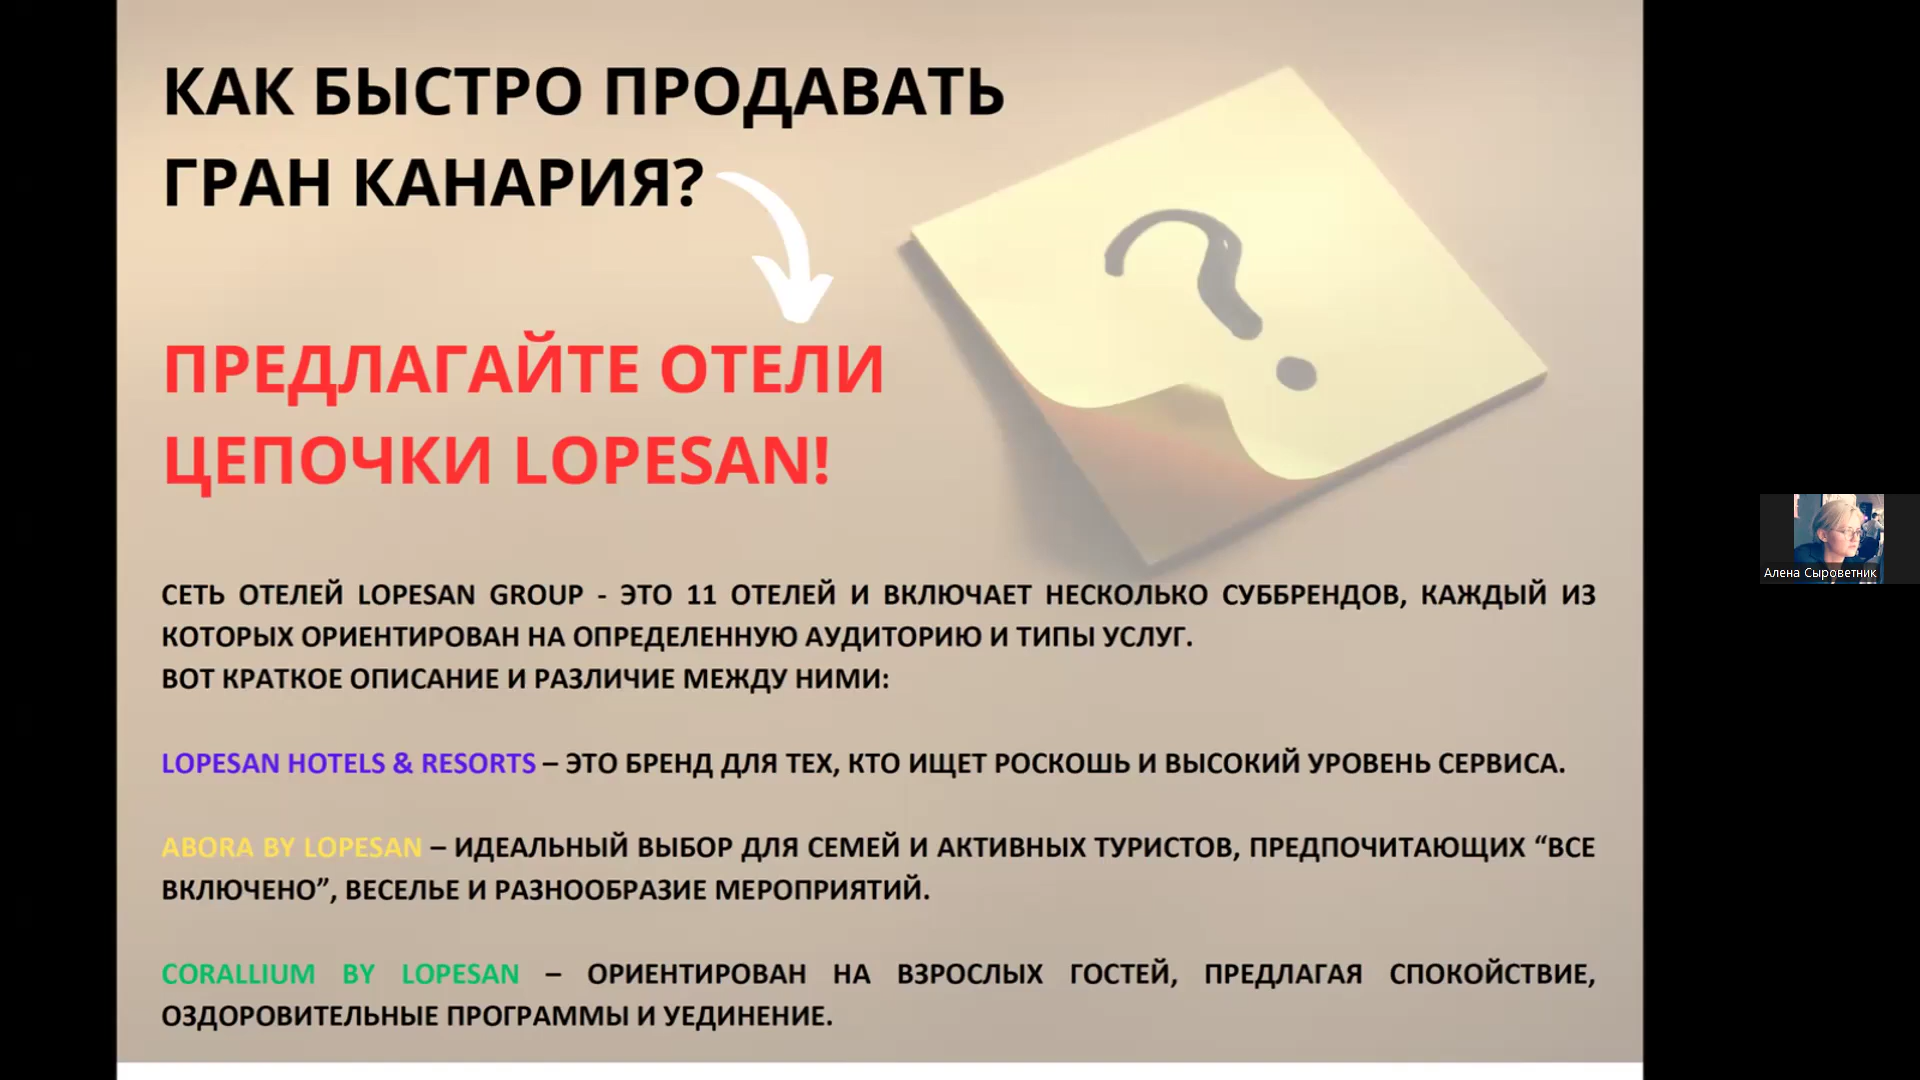 КАК БЫСТРО ПРОДАВАТЬ
ГРАН КАНАРИЯ?
ПРЕДЛАГАЙТЕ ОТЕЛИ
ЦЕПОЧКИ LOPESAN!
СЕТЬ ОТЕЛЕЙ LOPESAN GROUP - ЭТО 11 ОТЕЛЕЙ И ВКЛЮЧАЕТ НЕСКОЛЬКО СУББРЕНДОВ, КАЖДЫЙ ИЗ
КОТОРЫХ ОРИЕНТИРОВАН НА ОПРЕДЕЛЕННУЮ АУДИТОРИЮ И ТИПЫ УСЛУГ.
ВОТ КРАТКОЕ ОПИСАНИЕ И РАЗЛИЧИЕ МЕЖДУ НИМИ:
LOPESAN HOTELS & RESORTS – ЭТО БРЕНД ДЛЯ ТЕХ, КТО ИЩЕТ РОСКОШЬ И ВЫСОКИЙ УРОВЕНЬ СЕРВИСА.
ABORA BY LOPESAN – ИДЕАЛЬНЫЙ ВЫБОР ДЛЯ СЕМЕЙ И АКТИВНЫХ ТУРИСТОВ, ПРЕДПОЧИТАЮЩИХ “ВСЕ
ВКЛЮЧЕНО”, ВЕСЕЛЬЕ И РАЗНООБРАЗИЕ МЕРОПРИЯТИЙ.
CORALLIUM BY LOPESAN – ОРИЕНТИРОВАН НА ВЗРОСЛЫХ ГОСТЕЙ, ПРЕДЛАГАЯ СПОКОЙСТВИЕ,
ОЗДОРОВИТЕЛЬНЫЕ ПРОГРАММЫ И УЕДИНЕНИЕ.
Алена Сыроветник